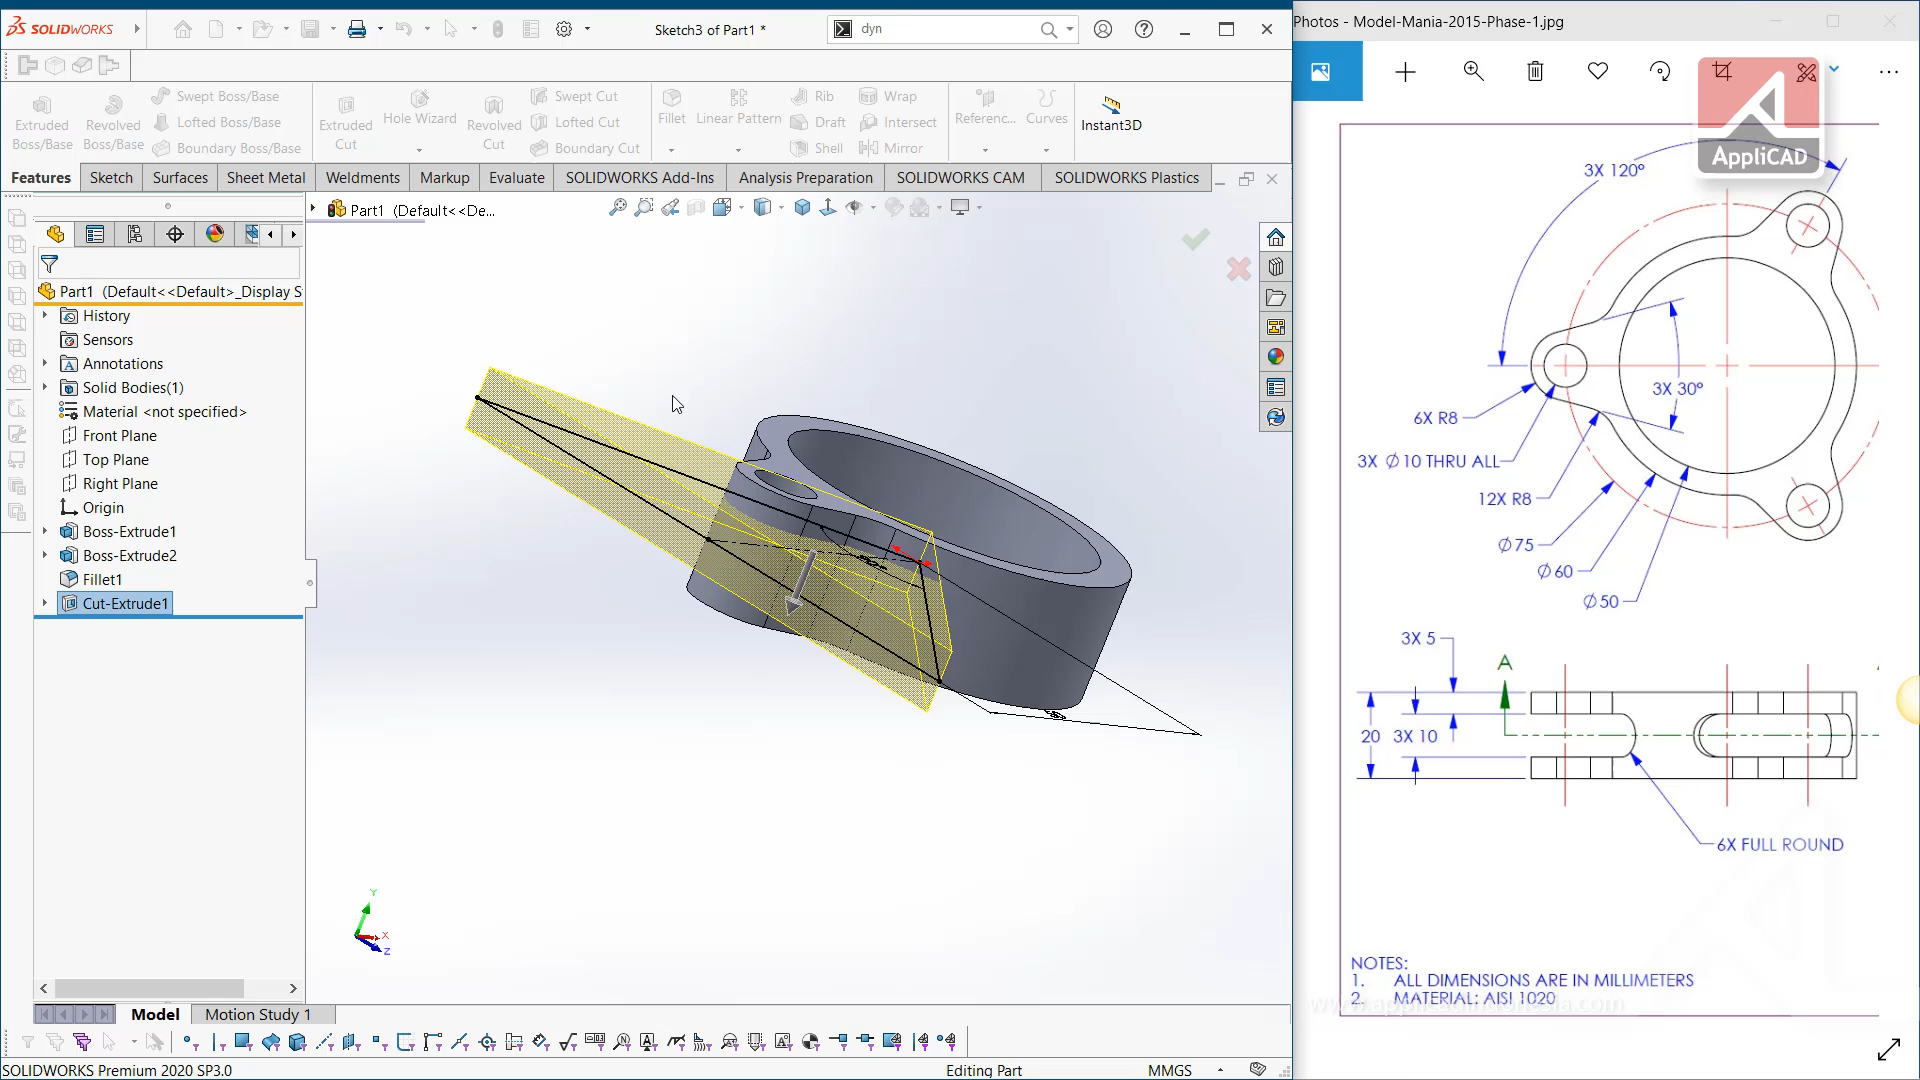 SOLIDWORKS
Sketch3 of Part1 *
dyn
Photos - Model-Mania-2015-Phase-1.jpg
Extruded Boss/Base
Revolved Boss/Base
Swept Boss/Base
Lofted Boss/Base
Boundary Boss/Base
Extruded Cut
Hole Wizard
Revolved Cut
Swept Cut
Lofted Cut
Boundary Cut
Fillet
Linear Pattern
Rib
Draft
Shell
Wrap
Intersect
Mirror
Referenc...
Curves
Instant3D
Features
Sketch
Surfaces
Sheet Metal
Weldments
Markup
Evaluate
SOLIDWORKS Add-Ins
Analysis Preparation
SOLIDWORKS CAM
SOLIDWORKS Plastics
Part1 (Default<<De...
Part1 (Default<<Default>_Display S
History
Sensors
Annotations
Solid Bodies(1)
Material <not specified>
Front Plane
Top Plane
Right Plane
Origin
Boss-Extrude1
Boss-Extrude2
Fillet1
Cut-Extrude1
Y
X
Z
Model
Motion Study 1
SOLIDWORKS Premium 2020 SP3.0
Editing Part
MMGS
AppliCAD
3X 120°
3X 30°
6X R8
3X Ø10 THRU ALL
12X R8
Ø75
Ø60
Ø50
3X 5
A
20
3X 10
6X FULL ROUND
NOTES:
1. ALL DIMENSIONS ARE IN MILLIMETERS
2. MATERIAL: AISI 1020